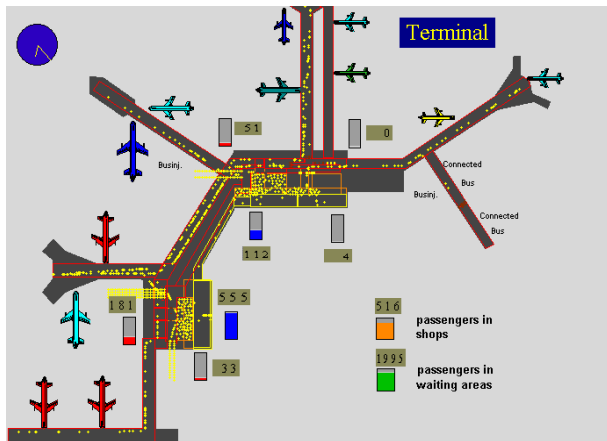 Terminal
51
0
Businj.
Connected
Bus
Businj.
Connected
Bus
112
4
181
555
33
516
passengers in
shops
1995
passengers in
waiting areas